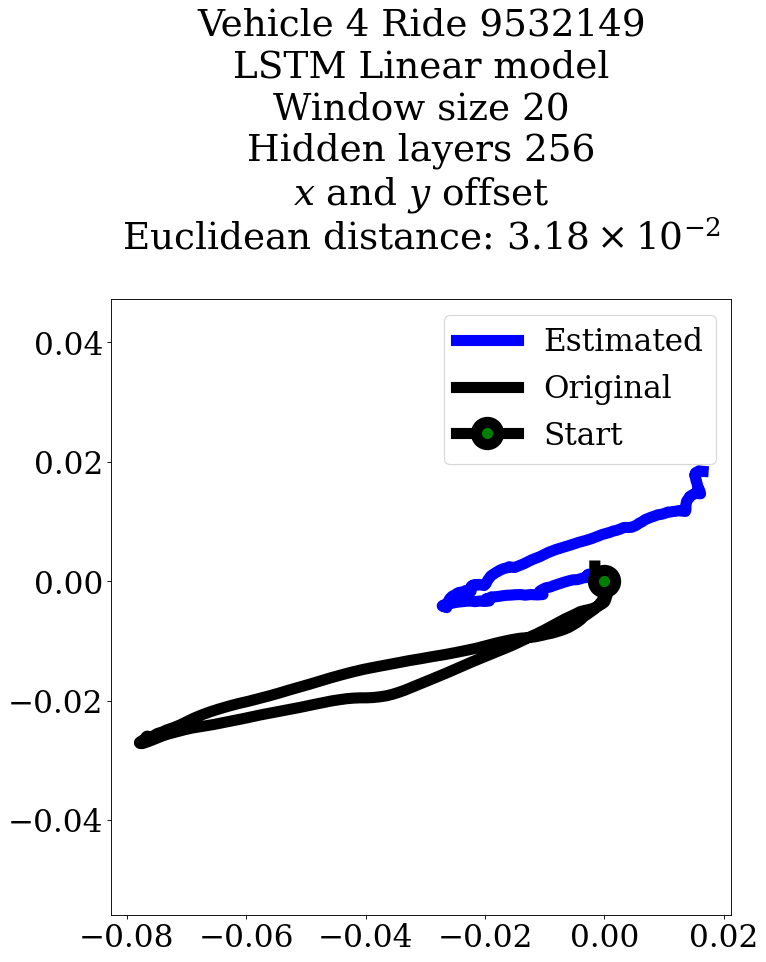 Vehicle 4 Ride 9532149
LSTM Linear model
Window size 20
Hidden layers 256
x and y offset
Euclidean distance: 3.18 × 10⁻²
Estimated
Original
Start
0.04
0.02
0.00
−0.02
−0.04
−0.08 −0.06 −0.04 −0.02 0.00 0.02